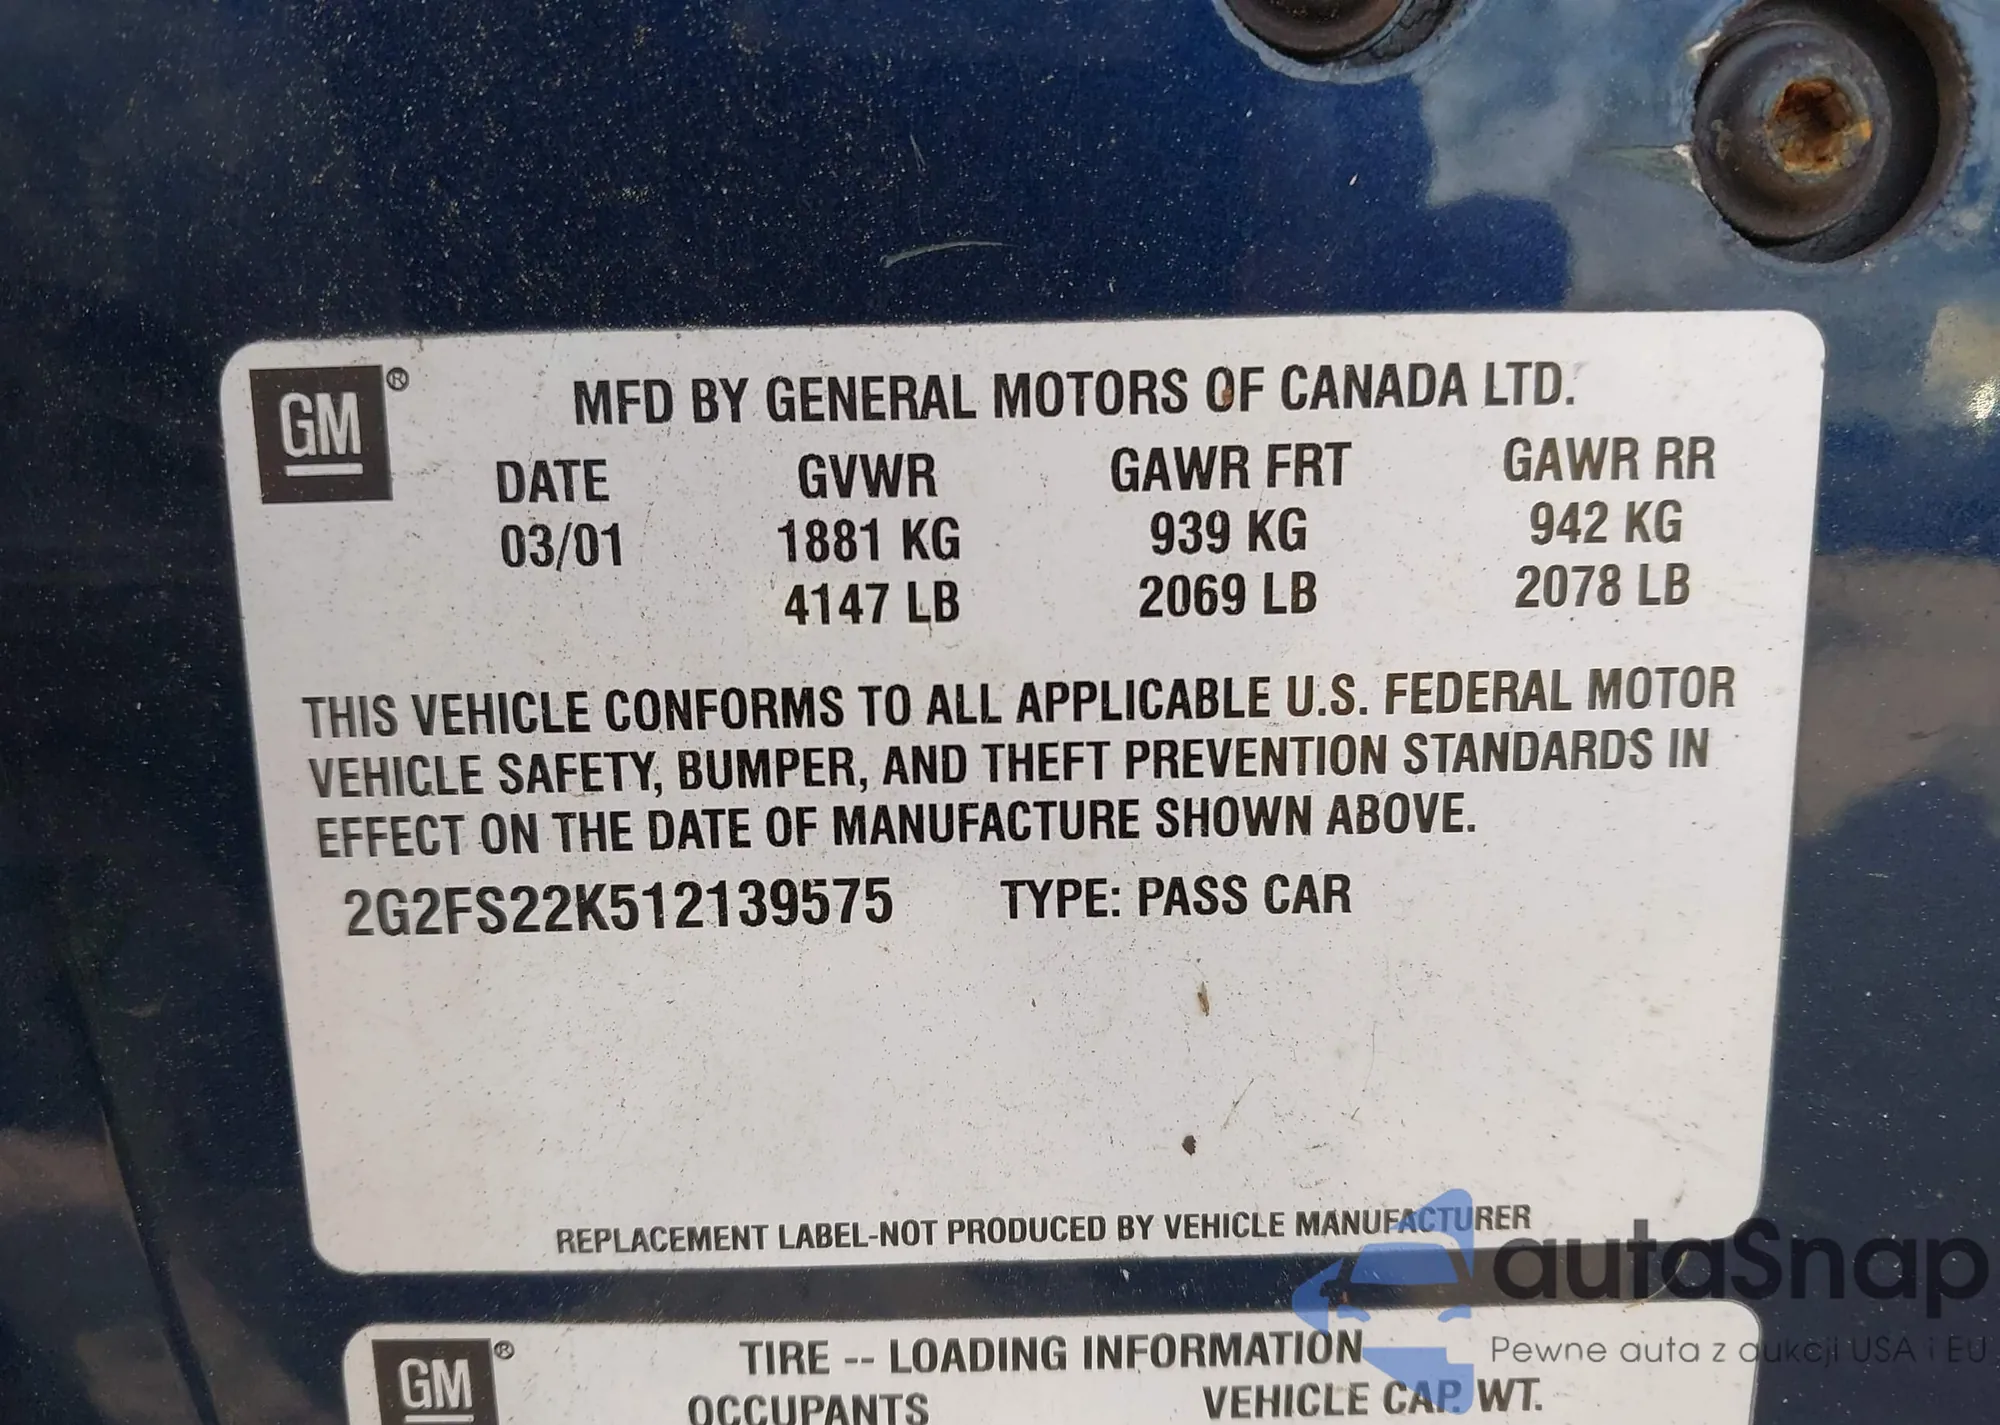 GM ®
MFD BY GENERAL MOTORS OF CANADA LTD.
DATE GVWR GAWR FRT GAWR RR
03/01 1881 KG 939 KG 942 KG
4147 LB 2069 LB 2078 LB
THIS VEHICLE CONFORMS TO ALL APPLICABLE U.S. FEDERAL MOTOR
VEHICLE SAFETY, BUMPER, AND THEFT PREVENTION STANDARDS IN
EFFECT ON THE DATE OF MANUFACTURE SHOWN ABOVE.
2G2FS22K512139575 TYPE: PASS CAR
REPLACEMENT LABEL-NOT PRODUCED BY VEHICLE MANUFACTURER
autaSnap
Pewne auta z aukcji USA i EU
GM ®
TIRE -- LOADING INFORMATION
OCCUPANTS VEHICLE CAP. WT.